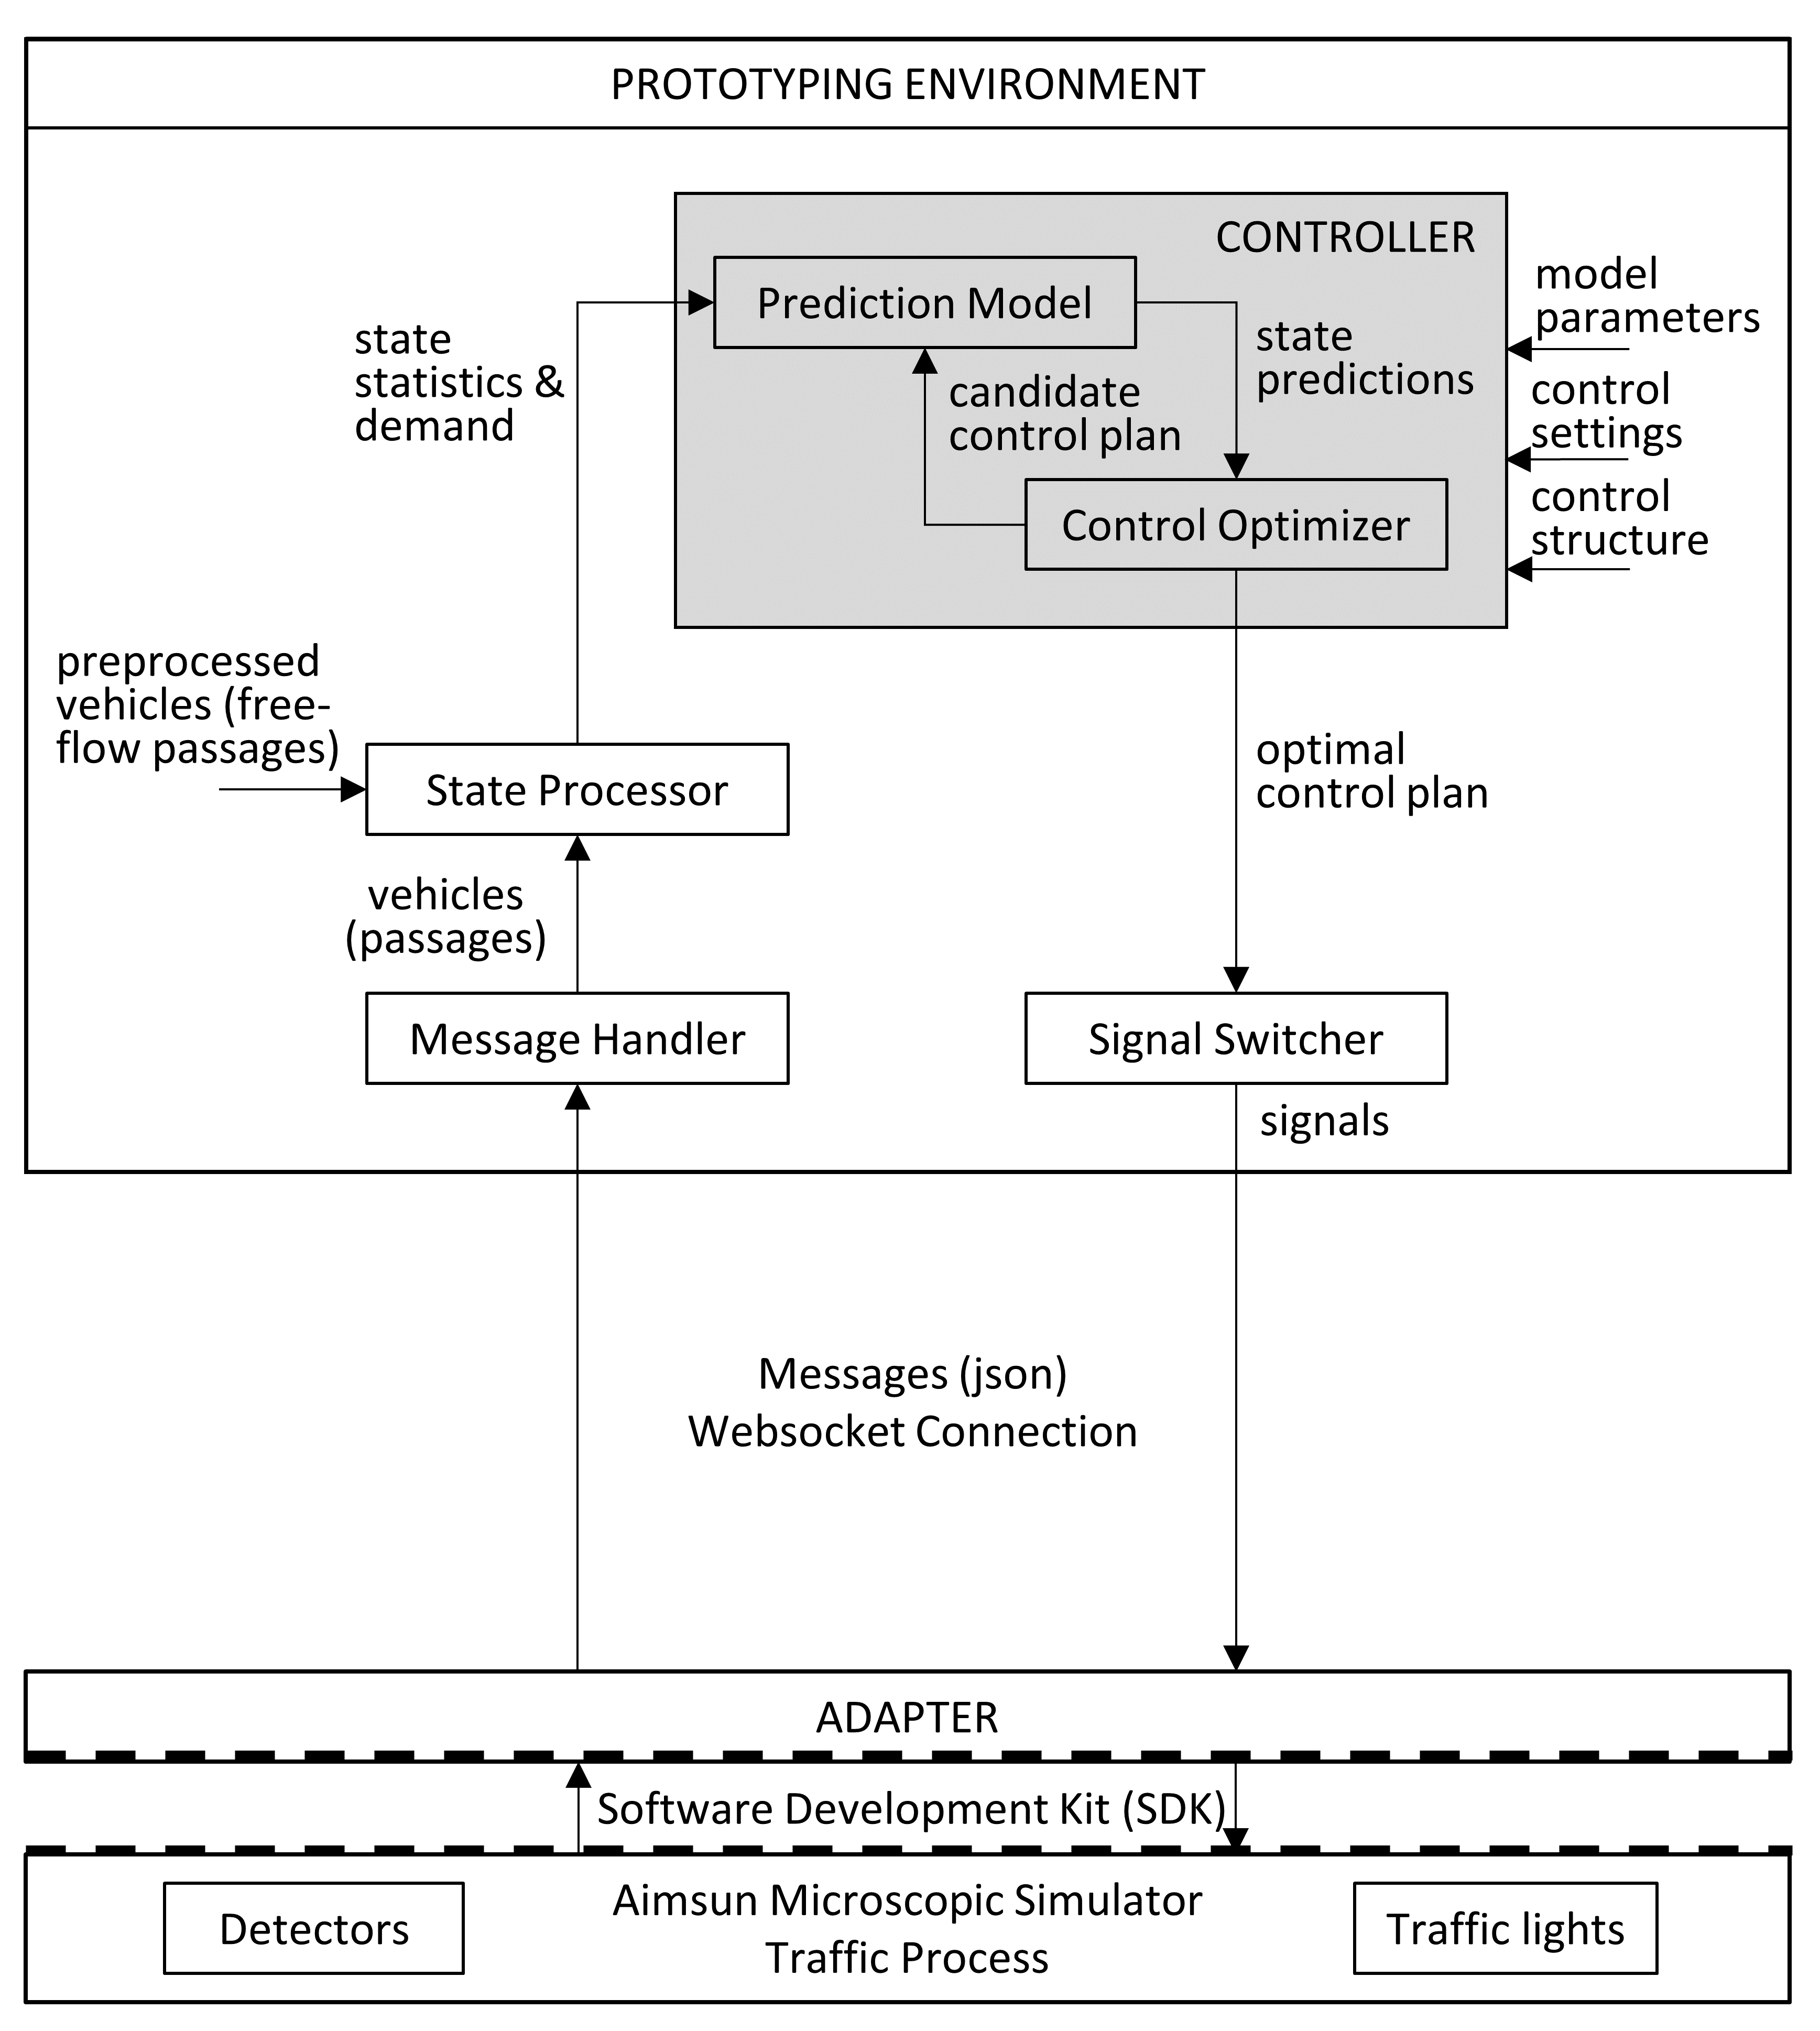 PROTOTYPING ENVIRONMENT
CONTROLLER
Prediction Model
model
parameters
state
statistics &
demand
state
predictions
candidate
control plan
control
settings
Control Optimizer
control
structure
preprocessed
vehicles (free-
flow passages)
State Processor
optimal
control plan
vehicles
(passages)
Message Handler
Signal Switcher
signals
Messages (json)
Websocket Connection
ADAPTER
Software Development Kit (SDK)
Detectors
Aimsun Microscopic Simulator
Traffic Process
Traffic lights